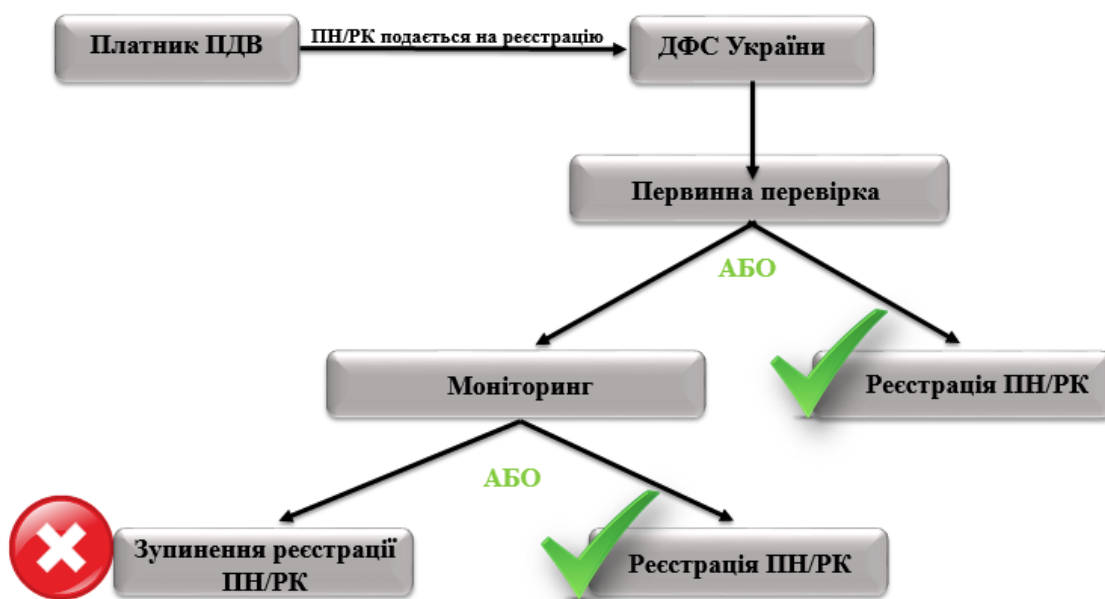 Платник ПДВ
ПН/РК подається на реєстрацію
ДФС України
Первинна перевірка
АБО
Моніторинг
Реєстрація ПН/РК
АБО
Зупинення реєстрації
ПН/РК
Реєстрація ПН/РК